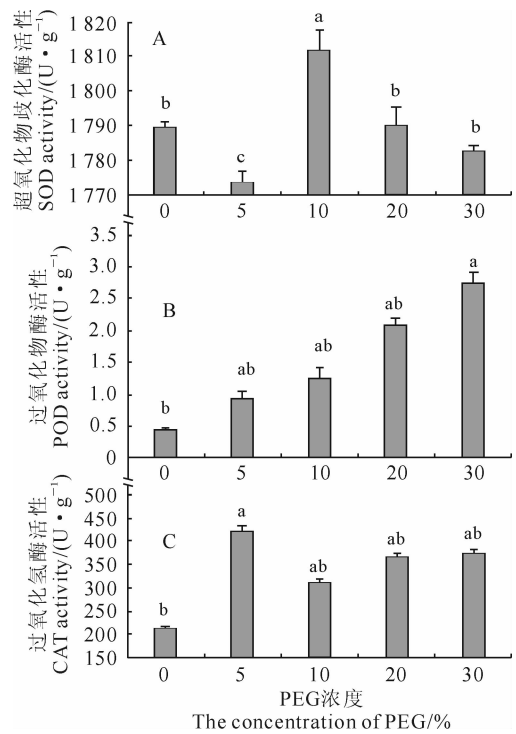 超氧化物歧化酶活性
SOD activity/(U·g⁻¹)
1 820
1 810
1 800
1 790
1 780
1 770
A
b
c
a
b
b
0 5 10 20 30
过氧化物酶活性
POD activity/(U·g⁻¹)
3.5
3.0
2.5
2.0
1.5
1.0
0.5
0
B
b
ab
ab
ab
a
0 5 10 20 30
过氧化氢酶活性
CAT activity/(U·g⁻¹)
500
450
400
350
300
250
200
150
C
b
a
ab
ab
ab
0 5 10 20 30
PEG浓度
The concentration of PEG/%